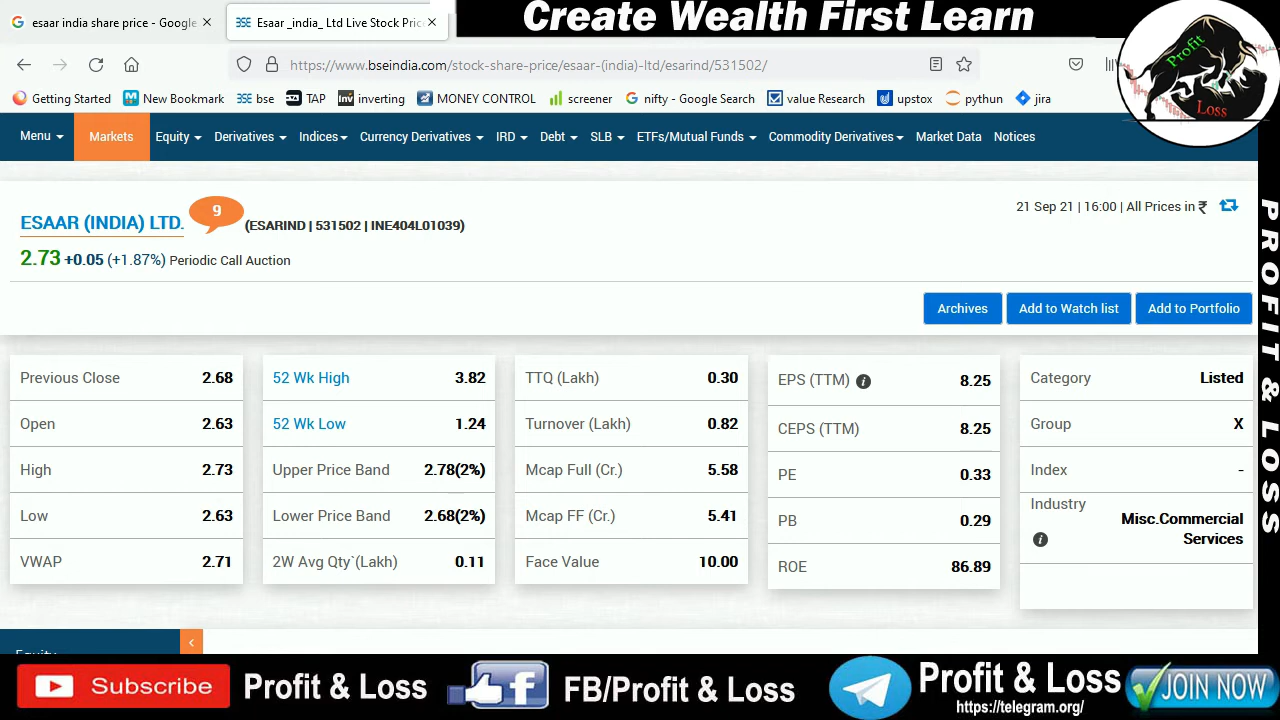 esaar india share price - Google
Esaar _india_ Ltd Live Stock Pric
Create Wealth First Learn
https://www.bseindia.com/stock-share-price/esaar-(india)-ltd/esarind/531502/
Profit
Loss
Getting Started
New Bookmark
bse
TAP
inverting
MONEY CONTROL
screener
nifty - Google Search
value Research
upstox
pythun
jira
Menu Markets Equity Derivatives Indices Currency Derivatives IRD Debt SLB ETFs/Mutual Funds Commodity Derivatives Market Data Notices
ESAAR (INDIA) LTD. 9 (ESARIND | 531502 | INE404L01039)
21 Sep 21 | 16:00 | All Prices in ₹
2.73 +0.05 (+1.87%) Periodic Call Auction
Archives
Add to Watch list
Add to Portfolio
Previous Close 2.68
Open 2.63
High 2.73
Low 2.63
VWAP 2.71
52 Wk High 3.82
52 Wk Low 1.24
Upper Price Band 2.78(2%)
Lower Price Band 2.68(2%)
2W Avg Qty`(Lakh) 0.11
TTQ (Lakh) 0.30
Turnover (Lakh) 0.82
Mcap Full (Cr.) 5.58
Mcap FF (Cr.) 5.41
Face Value 10.00
EPS (TTM) 8.25
CEPS (TTM) 8.25
PE 0.33
PB 0.29
ROE 86.89
Category Listed
Group X
Index -
Industry Misc.Commercial
Services
PROFIT & LOSS
Equity
Subscribe
Profit & Loss
FB/Profit & Loss
Profit & Loss
https://telegram.org/
JOIN NOW